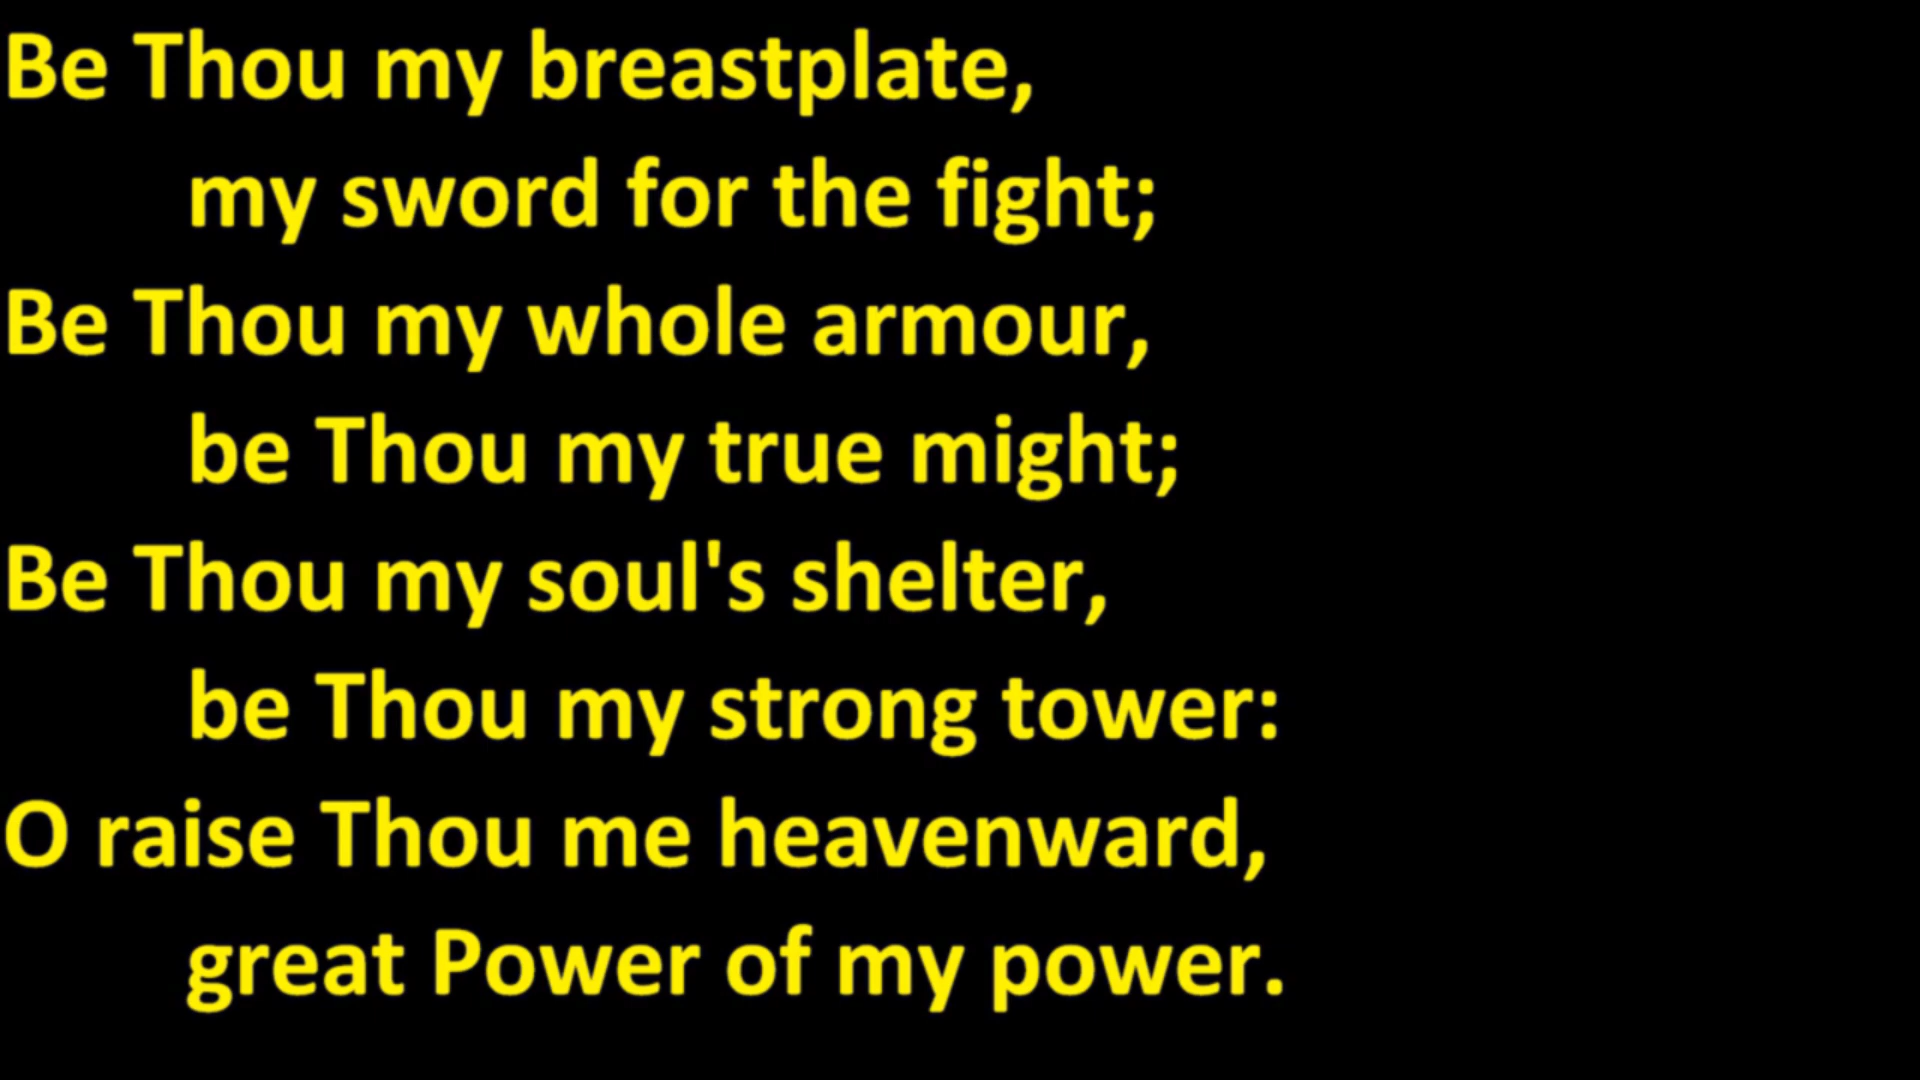 Be Thou my breastplate,
my sword for the fight;
Be Thou my whole armour,
be Thou my true might;
Be Thou my soul's shelter,
be Thou my strong tower:
O raise Thou me heavenward,
great Power of my power.